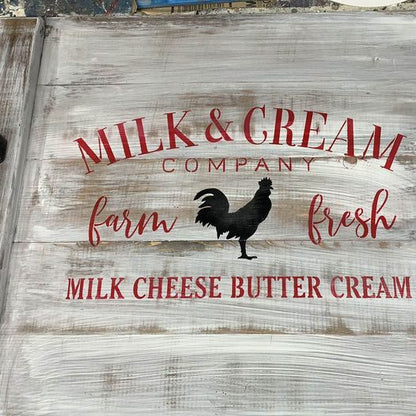 MILK & CREAM
COMPANY
farm fresh
MILK CHEESE BUTTER CREAM